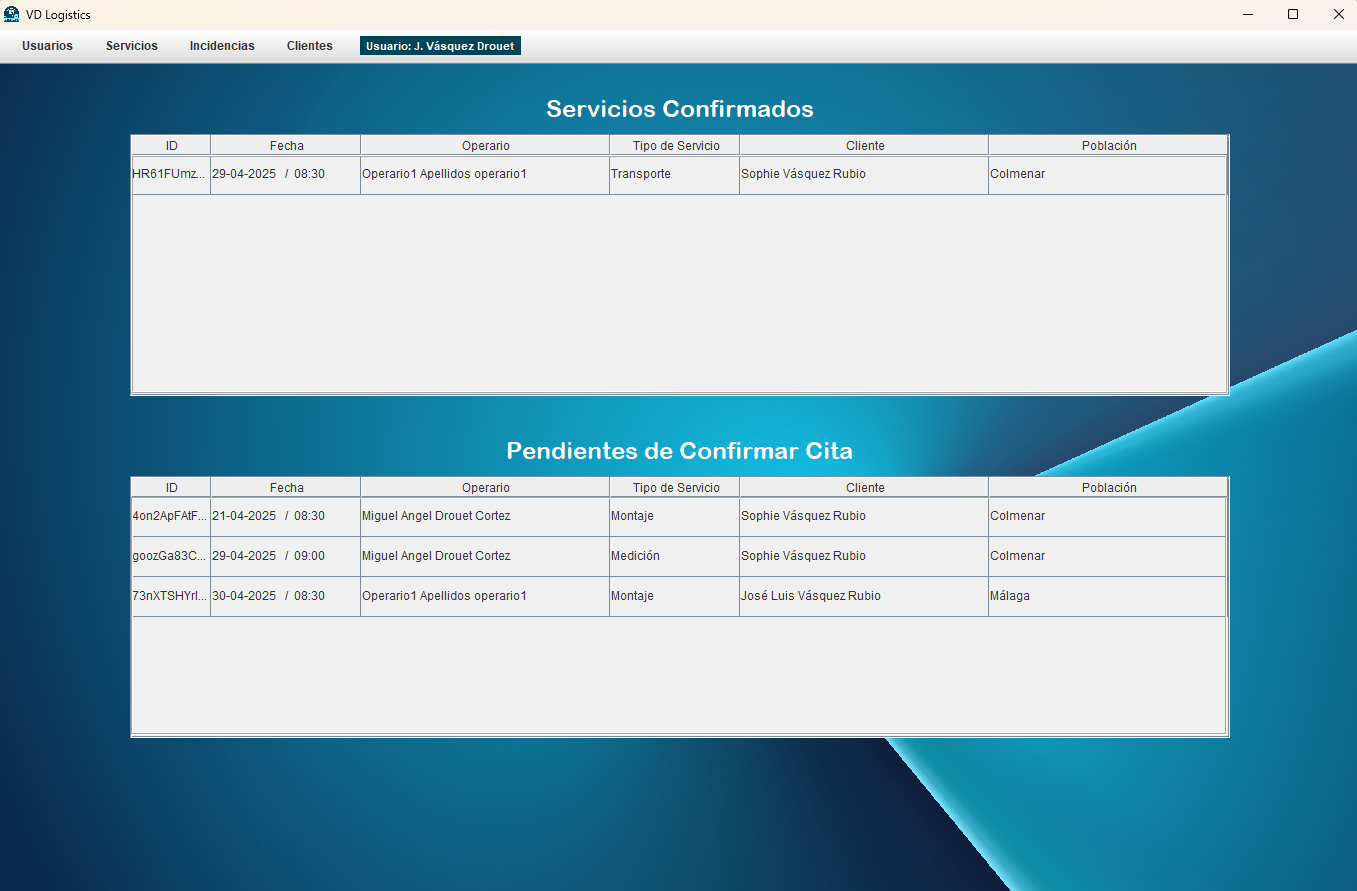 VD Logistics
Usuarios Servicios Incidencias Clientes Usuario: J. Vásquez Drouet
Servicios Confirmados
ID Fecha Operario Tipo de Servicio Cliente Población
HR61FUmz... 29-04-2025 / 08:30 Operario1 Apellidos operario1 Transporte Sophie Vásquez Rubio Colmenar
Pendientes de Confirmar Cita
ID Fecha Operario Tipo de Servicio Cliente Población
4on2ApFAtF... 21-04-2025 / 08:30 Miguel Angel Drouet Cortez Montaje Sophie Vásquez Rubio Colmenar
goozGa83C... 29-04-2025 / 09:00 Miguel Angel Drouet Cortez Medición Sophie Vásquez Rubio Colmenar
73nXTSHYrl... 30-04-2025 / 08:30 Operario1 Apellidos operario1 Montaje José Luis Vásquez Rubio Málaga